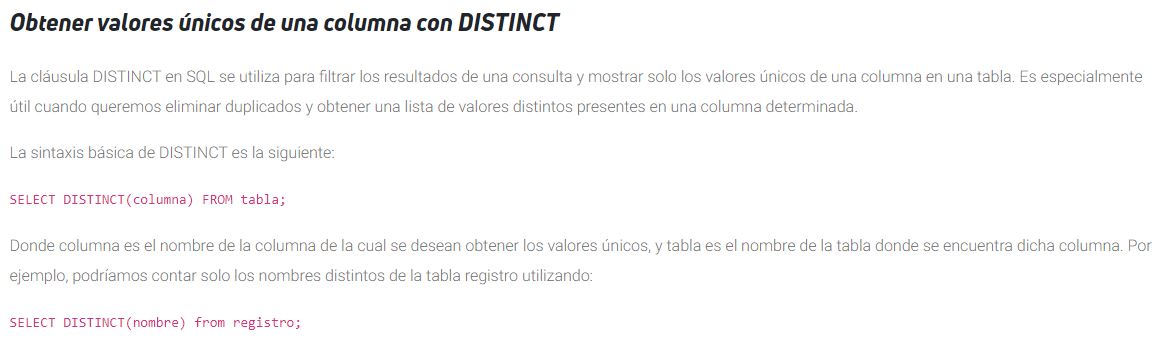 Obtener valores únicos de una columna con DISTINCT
La cláusula DISTINCT en SQL se utiliza para filtrar los resultados de una consulta y mostrar solo los valores únicos de una columna en una tabla. Es especialmente
útil cuando queremos eliminar duplicados y obtener una lista de valores distintos presentes en una columna determinada.
La sintaxis básica de DISTINCT es la siguiente:
SELECT DISTINCT(columna) FROM tabla;
Donde columna es el nombre de la columna de la cual se desean obtener los valores únicos, y tabla es el nombre de la tabla donde se encuentra dicha columna. Por
ejemplo, podríamos contar solo los nombres distintos de la tabla registro utilizando:
SELECT DISTINCT(nombre) from registro;